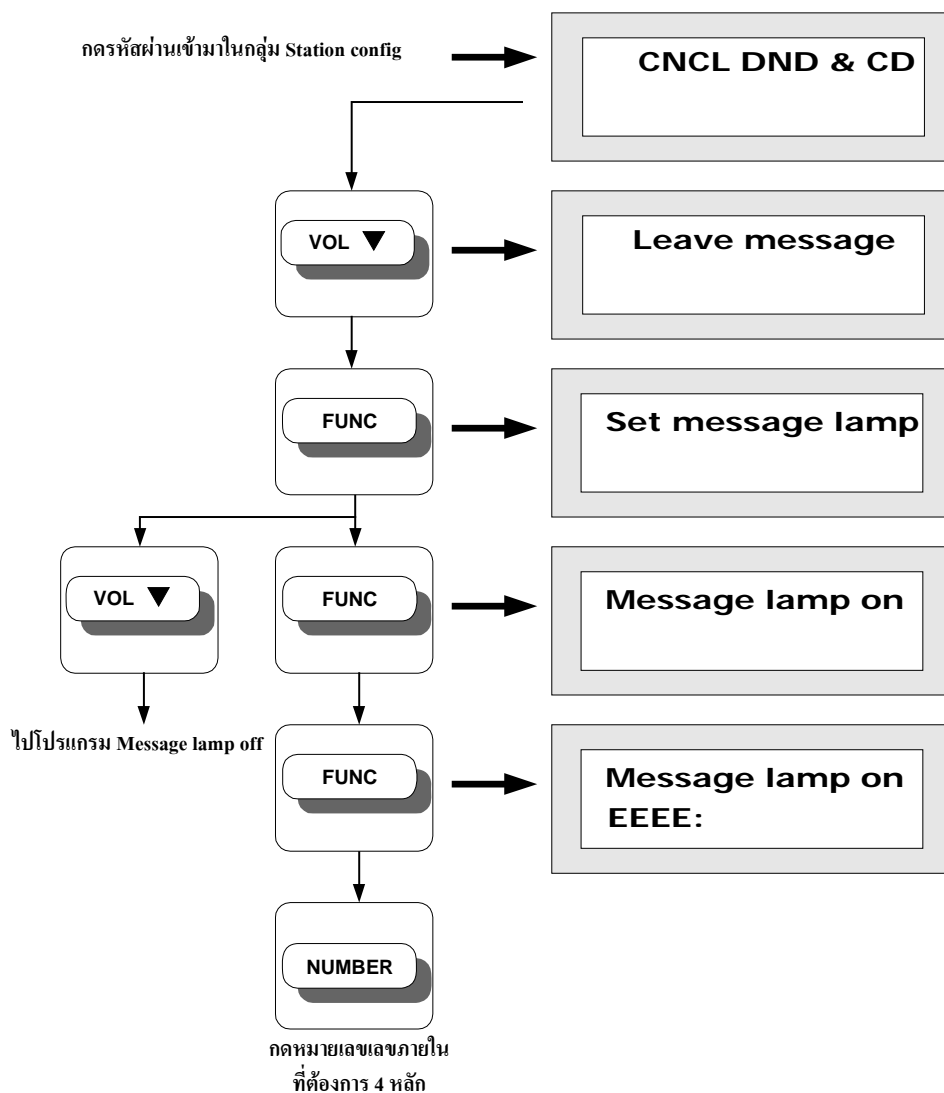 กดรหัสผ่านเข้ามาในกลุ่ม Station config
CNCL DND & CD
VOL ▼
Leave message
FUNC
Set message lamp
VOL ▼
FUNC
Message lamp on
ไปโปรแกรม Message lamp off
FUNC
Message lamp on
EEEE:
NUMBER
กดหมายเลขเลขภายใน
ที่ต้องการ 4 หลัก